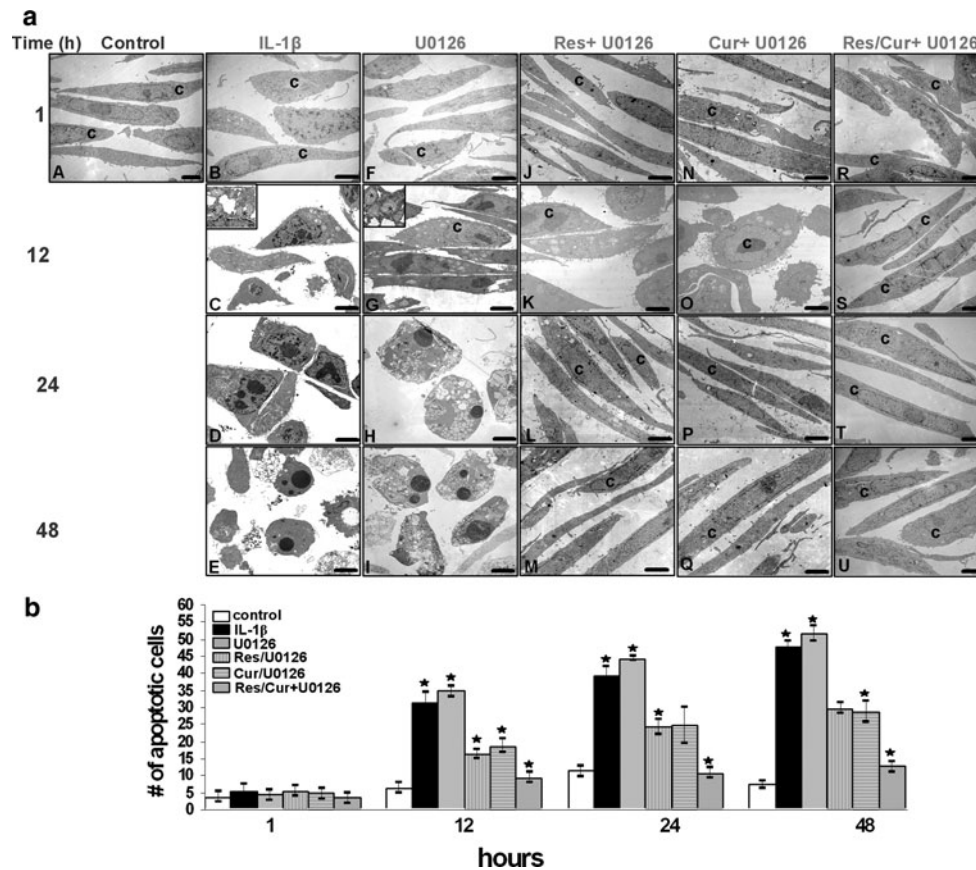 a
Time (h) Control IL-1β U0126 Res+ U0126 Cur+ U0126 Res/Cur+ U0126
1
C C C C C C C C C
A B F J N R
12
C C C C C
C G K O S
24
C C C C C
D H L P T
48
C C C C
E I M Q U
b
# of apoptotic cells
60
55
50
45
40
35
30
25
20
15
10
5
0
control
IL-1β
U0126
Res/U0126
Cur/U0126
Res/Cur+U0126
1 12 24 48
hours